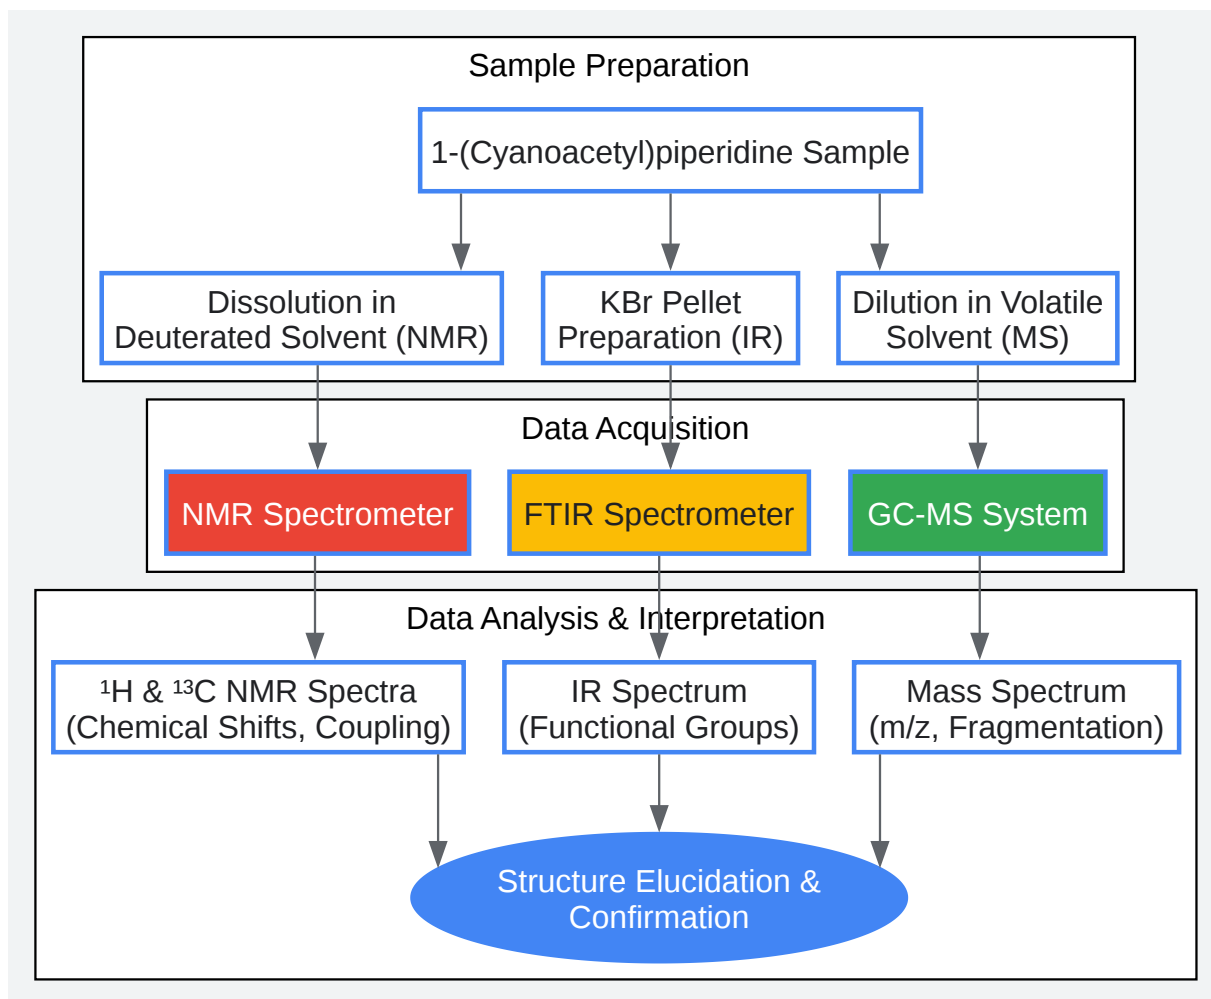 Sample Preparation
1-(Cyanoacetyl)piperidine Sample
Dissolution in
Deuterated Solvent (NMR)
KBr Pellet
Preparation (IR)
Dilution in Volatile
Solvent (MS)
Data Acquisition
NMR Spectrometer
FTIR Spectrometer
GC-MS System
Data Analysis & Interpretation
¹H & ¹³C NMR Spectra
(Chemical Shifts, Coupling)
IR Spectrum
(Functional Groups)
Mass Spectrum
(m/z, Fragmentation)
Structure Elucidation &
Confirmation